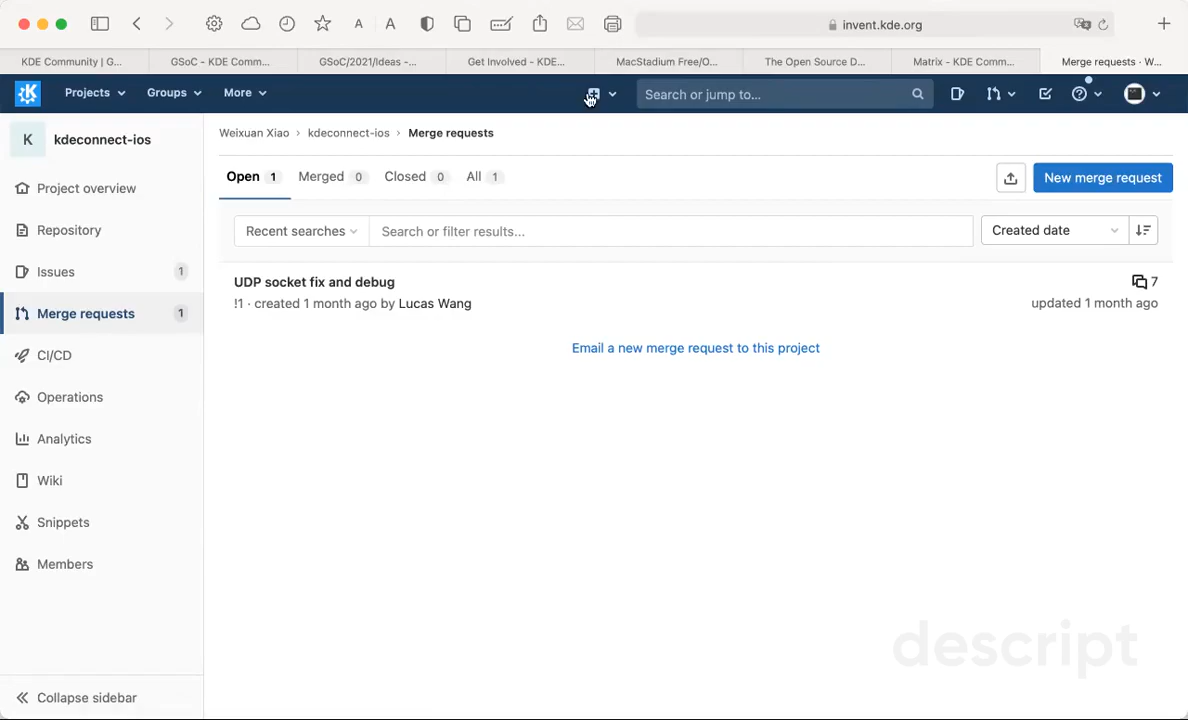 A A
invent.kde.org
KDE Community | G...
GSoC - KDE Comm...
GSoC/2021/Ideas -...
Get Involved - KDE...
MacStadium Free/O...
The Open Source D...
Matrix - KDE Comm...
Merge requests · W...
Projects
Groups
More
Search or jump to...
K
kdeconnect-ios
Weixuan Xiao › kdeconnect-ios › Merge requests
Project overview
Repository
Issues 1
Merge requests 1
CI/CD
Operations
Analytics
Wiki
Snippets
Members
Collapse sidebar
Open 1
Merged 0
Closed 0
All 1
New merge request
Recent searches
Search or filter results...
Created date
UDP socket fix and debug
7
!1 · created 1 month ago by Lucas Wang
updated 1 month ago
Email a new merge request to this project
descript